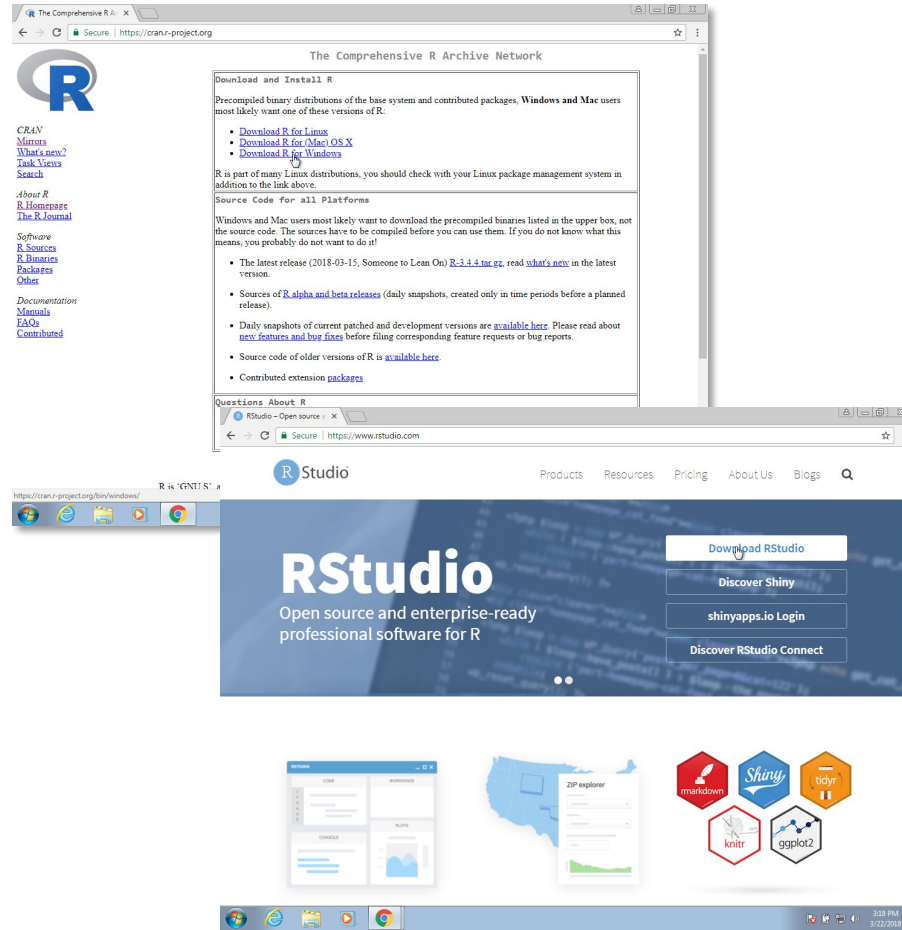 The Comprehensive R Ar
Secure | https://cran.r-project.org
The Comprehensive R Archive Network
R
CRAN
Mirrors
What's new?
Task Views
Search
About R
R Homepage
The R Journal
Software
R Sources
R Binaries
Packages
Other
Documentation
Manuals
FAQs
Contributed
Download and Install R
Precompiled binary distributions of the base system and contributed packages, Windows and Mac users
most likely want one of these versions of R:
• Download R for Linux
• Download R for (Mac) OS X
• Download R for Windows
R is part of many Linux distributions, you should check with your Linux package management system in
addition to the link above.
Source Code for all Platforms
Windows and Mac users most likely want to download the precompiled binaries listed in the upper box, not
the source code. The sources have to be compiled before you can use them. If you do not know what this
means, you probably do not want to do it!
• The latest release (2018-03-15, Someone to Lean On) R-3.4.4.tar.gz, read what's new in the latest
version.
• Sources of R alpha and beta releases (daily snapshots, created only in time periods before a planned
release).
• Daily snapshots of current patched and development versions are available here. Please read about
new features and bug fixes before filing corresponding feature requests or bug reports.
• Source code of older versions of R is available here.
• Contributed extension packages
Questions About R
R is 'GNU S', a
https://cran.r-project.org/bin/windows/
RStudio – Open source
Secure | https://www.rstudio.com
R Studio
Products Resources Pricing About Us Blogs
RStudio
Open source and enterprise-ready
professional software for R
Download RStudio
Discover Shiny
shinyapps.io Login
Discover RStudio Connect
RSTUDIO
CODE
WORKSPACE
CONSOLE
PLOTS
ZIP explorer
markdown
Shiny
tidyr
knitr
ggplot2
3:18 PM
3/22/2018